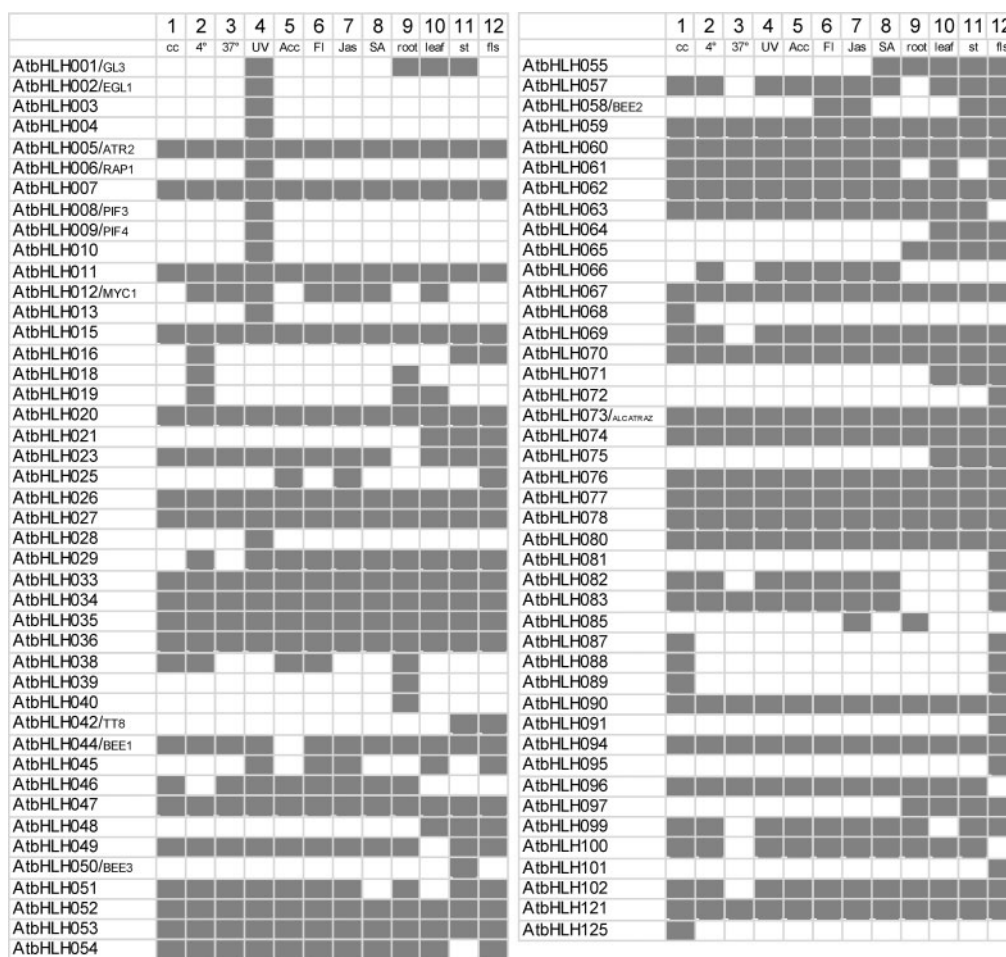 1 2 3 4 5 6 7 8 9 10 11 12
cc 4° 37° UV Acc Fl Jas SA root leaf st fls
AtbHLH001/GL3
AtbHLH002/EGL1
AtbHLH003
AtbHLH004
AtbHLH005/ATR2
AtbHLH006/RAP1
AtbHLH007
AtbHLH008/PIF3
AtbHLH009/PIF4
AtbHLH010
AtbHLH011
AtbHLH012/MYC1
AtbHLH013
AtbHLH015
AtbHLH016
AtbHLH018
AtbHLH019
AtbHLH020
AtbHLH021
AtbHLH023
AtbHLH025
AtbHLH026
AtbHLH027
AtbHLH028
AtbHLH029
AtbHLH033
AtbHLH034
AtbHLH035
AtbHLH036
AtbHLH038
AtbHLH039
AtbHLH040
AtbHLH042/TT8
AtbHLH044/BEE1
AtbHLH045
AtbHLH046
AtbHLH047
AtbHLH048
AtbHLH049
AtbHLH050/BEE3
AtbHLH051
AtbHLH052
AtbHLH053
AtbHLH054
1 2 3 4 5 6 7 8 9 10 11 12
cc 4° 37° UV Acc Fl Jas SA root leaf st fls
AtbHLH055
AtbHLH057
AtbHLH058/BEE2
AtbHLH059
AtbHLH060
AtbHLH061
AtbHLH062
AtbHLH063
AtbHLH064
AtbHLH065
AtbHLH066
AtbHLH067
AtbHLH068
AtbHLH069
AtbHLH070
AtbHLH071
AtbHLH072
AtbHLH073/ALCATRAZ
AtbHLH074
AtbHLH075
AtbHLH076
AtbHLH077
AtbHLH078
AtbHLH080
AtbHLH081
AtbHLH082
AtbHLH083
AtbHLH085
AtbHLH087
AtbHLH088
AtbHLH089
AtbHLH090
AtbHLH091
AtbHLH094
AtbHLH095
AtbHLH096
AtbHLH097
AtbHLH099
AtbHLH100
AtbHLH101
AtbHLH102
AtbHLH121
AtbHLH125